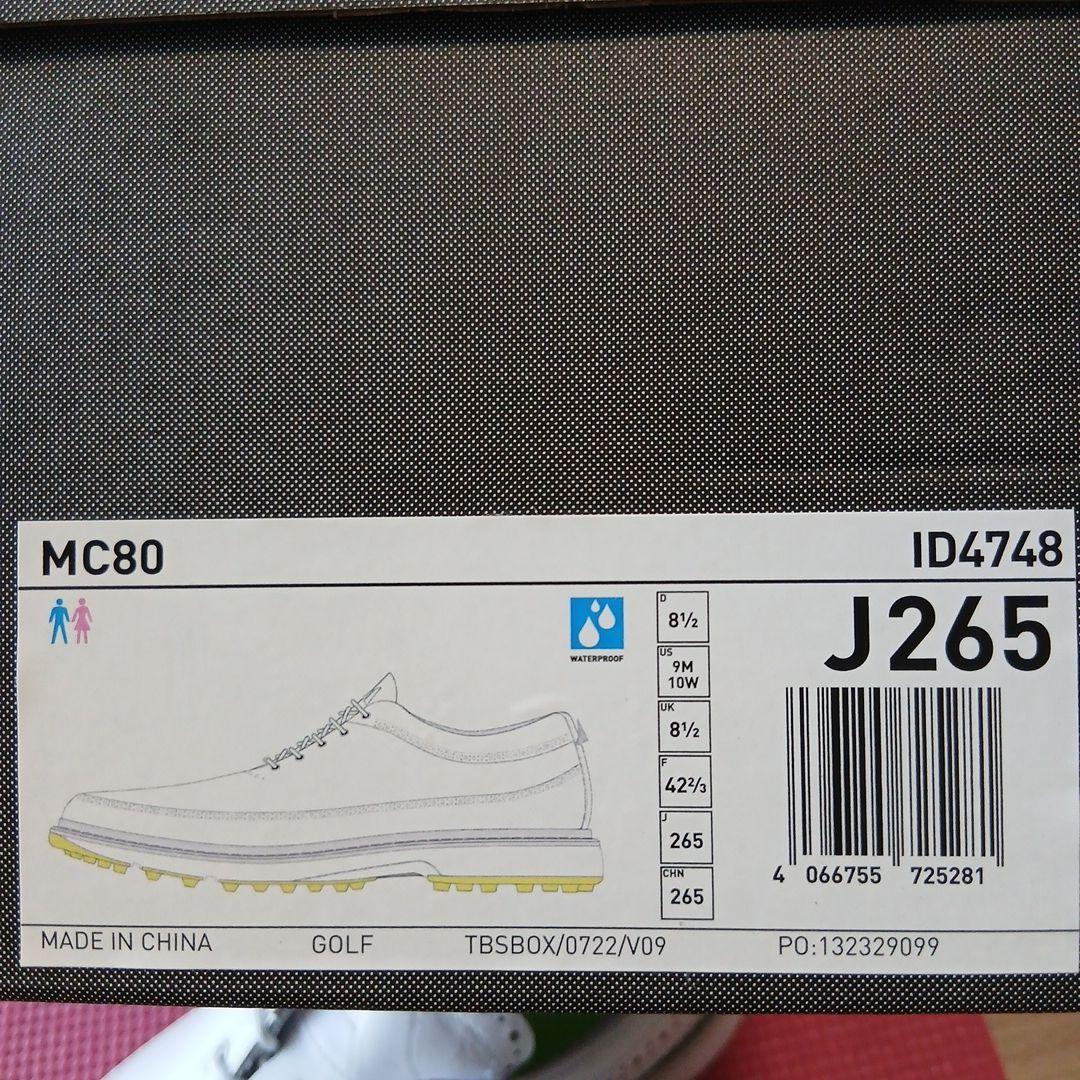 MC80
ID4748
WATERPROOF
D
8½
US
9M
10W
UK
8½
F
42⅔
J
265
CHN
265
J265
4 066755 725281
MADE IN CHINA
GOLF
TBSBOX/0722/V09
PO:132329099